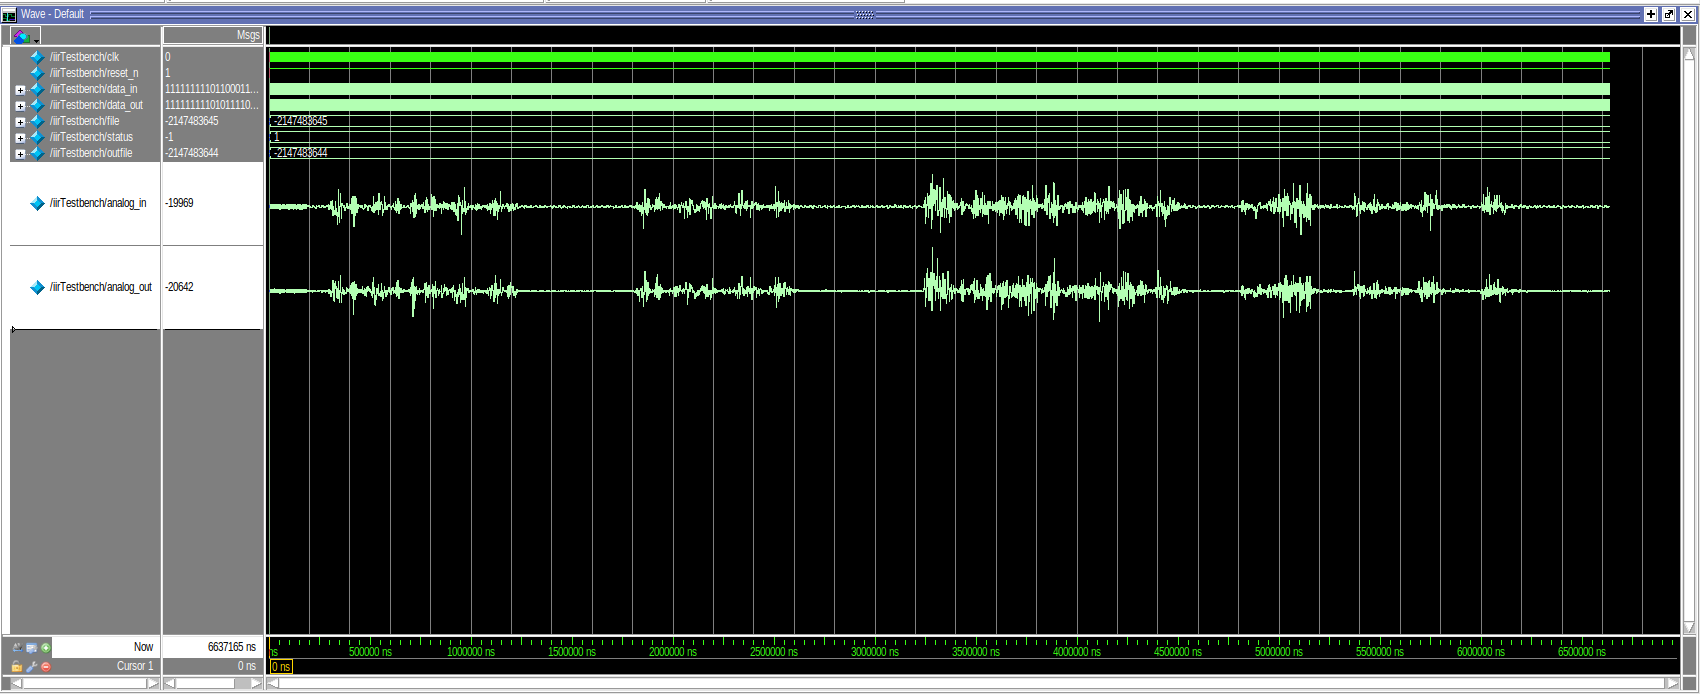 Wave - Default
Msgs
/iirTestbench/clk 0
/iirTestbench/reset_n 1
/iirTestbench/data_in 11111111101100011...
/iirTestbench/data_out 11111111101011110...
/iirTestbench/file -2147483645 -2147483645
/iirTestbench/status -1 1
/iirTestbench/outfile -2147483644 -2147483644
/iirTestbench/analog_in -19969
/iirTestbench/analog_out -20642
Now 6637165 ns
ns 500000 ns 1000000 ns 1500000 ns 2000000 ns 2500000 ns 3000000 ns 3500000 ns 4000000 ns 4500000 ns 5000000 ns 5500000 ns 6000000 ns 6500000 ns
Cursor 1 0 ns 0 ns